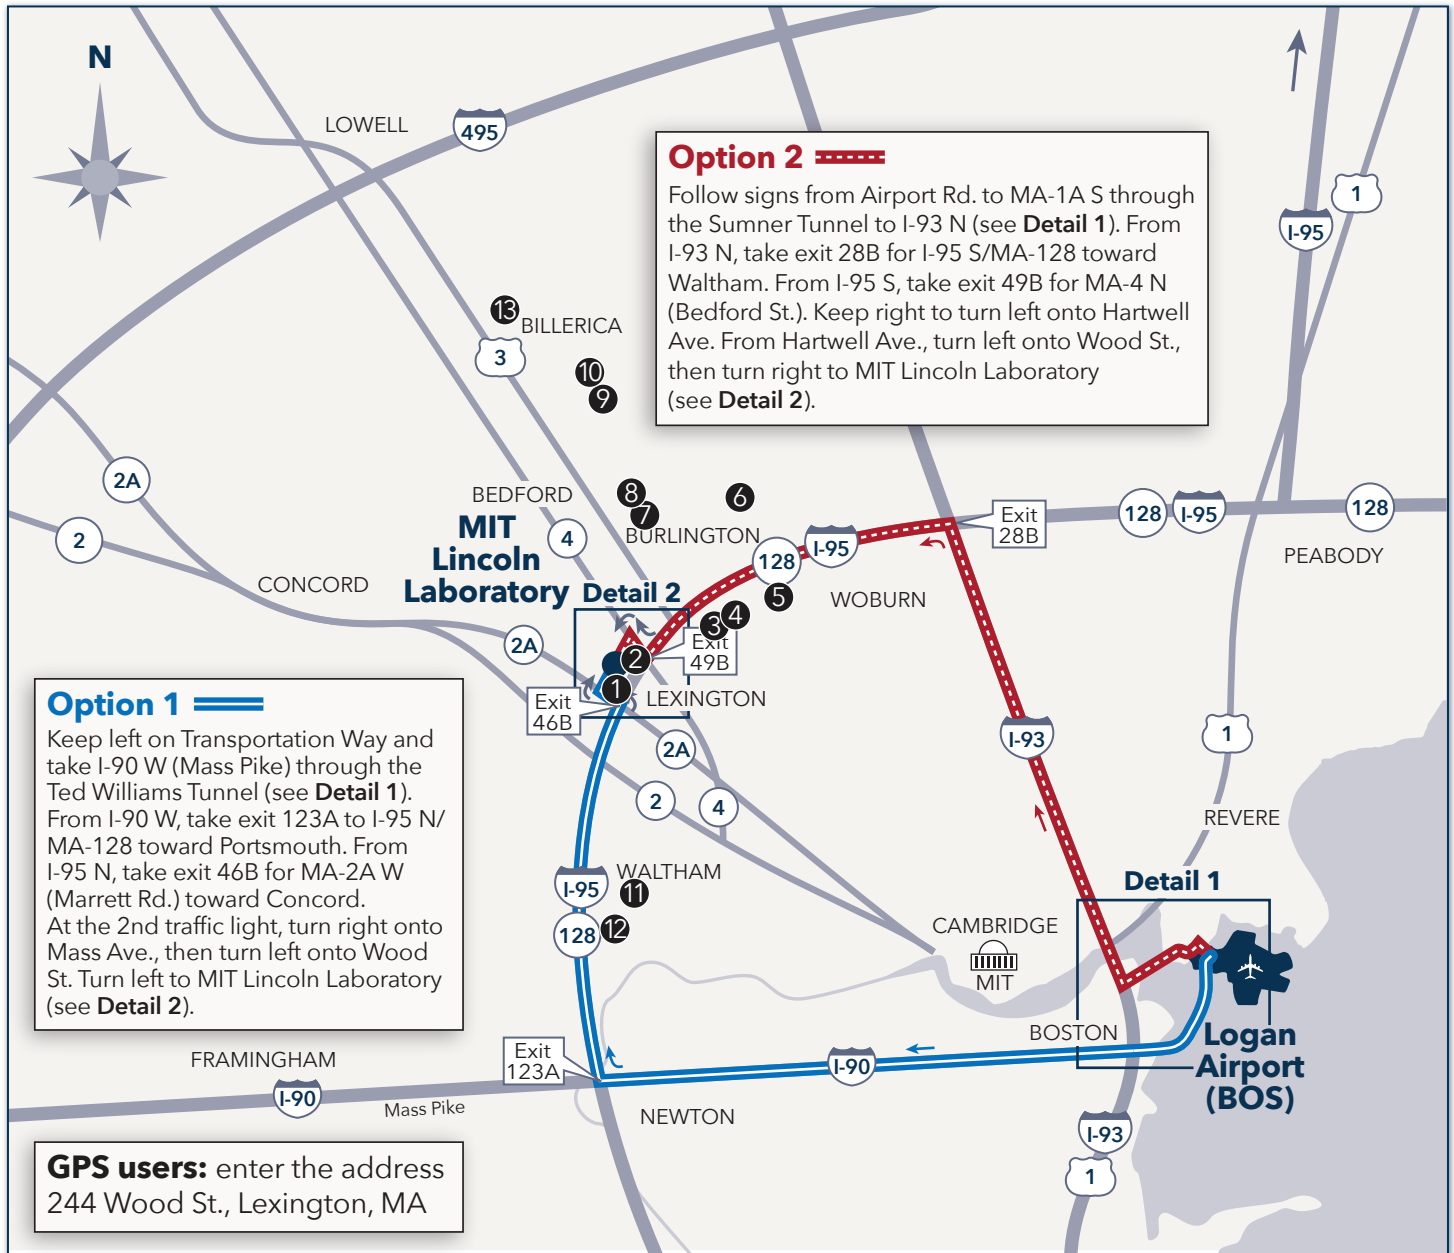 N
LOWELL
495
1
I-95
Option 2
Follow signs from Airport Rd. to MA-1A S through
the Sumner Tunnel to I-93 N (see Detail 1). From
I-93 N, take exit 28B for I-95 S/MA-128 toward
Waltham. From I-95 S, take exit 49B for MA-4 N
(Bedford St.). Keep right to turn left onto Hartwell
Ave. From Hartwell Ave., turn left onto Wood St.,
then turn right to MIT Lincoln Laboratory
(see Detail 2).
13
BILLERICA
3
10
9
2A
2
BEDFORD
8
7
6
BURLINGTON
4
MIT
Lincoln
Laboratory
CONCORD
Detail 2
128
I-95
Exit
28B
128
I-95
128
PEABODY
5
WOBURN
3
4
2A
Exit
49B
2
1
LEXINGTON
Exit
46B
2A
2
4
I-93
1
REVERE
Option 1
Keep left on Transportation Way and
take I-90 W (Mass Pike) through the
Ted Williams Tunnel (see Detail 1).
From I-90 W, take exit 123A to I-95 N/
MA-128 toward Portsmouth. From
I-95 N, take exit 46B for MA-2A W
(Marrett Rd.) toward Concord.
At the 2nd traffic light, turn right onto
Mass Ave., then turn left onto Wood
St. Turn left to MIT Lincoln Laboratory
(see Detail 2).
WALTHAM
I-95
11
128
12
Detail 1
CAMBRIDGE
MIT
BOSTON
Logan
Airport
(BOS)
Exit
123A
I-90
FRAMINGHAM
I-90
Mass Pike
NEWTON
I-93
1
GPS users: enter the address
244 Wood St., Lexington, MA